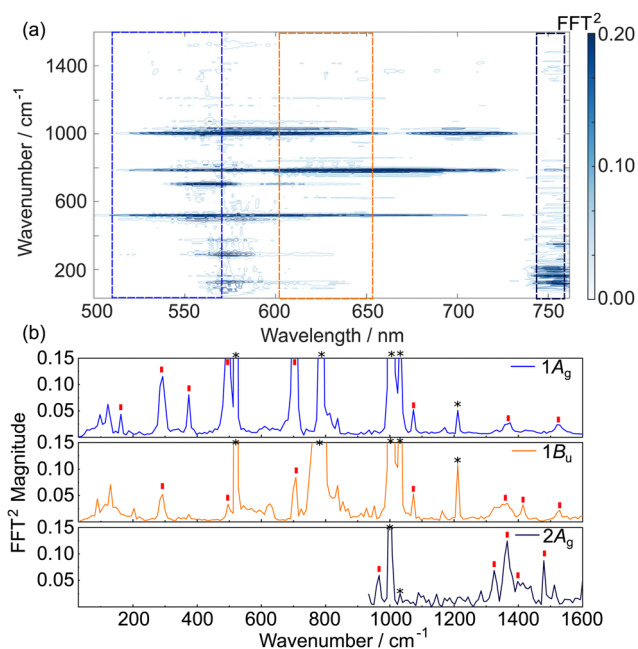 (a)
FFT²
0.20
0.10
0.00
Wavenumber / cm⁻¹
1400
1000
600
200
500 550 600 650 700 750
Wavelength / nm
(b)
FFT² Magnitude
0.15
0.10
0.05
* * * * *
1Ag
0.15
0.10
0.05
* * * * *
1Bu
0.15
0.10
0.05
* *
2Ag
200 400 600 800 1000 1200 1400 1600
Wavenumber / cm⁻¹